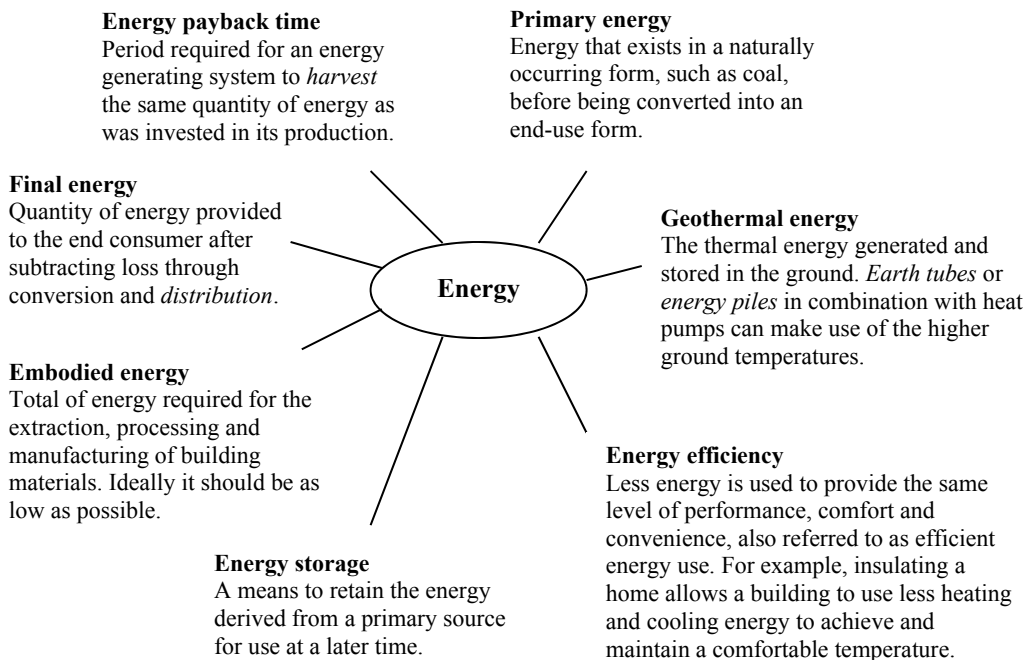 Energy payback time
Period required for an energy
generating system to harvest
the same quantity of energy as
was invested in its production.
Primary energy
Energy that exists in a naturally
occurring form, such as coal,
before being converted into an
end-use form.
Final energy
Quantity of energy provided
to the end consumer after
subtracting loss through
conversion and distribution.
Geothermal energy
The thermal energy generated and
stored in the ground. Earth tubes or
energy piles in combination with heat
pumps can make use of the higher
ground temperatures.
Energy
Embodied energy
Total of energy required for the
extraction, processing and
manufacturing of building
materials. Ideally it should be as
low as possible.
Energy efficiency
Less energy is used to provide the same
level of performance, comfort and
convenience, also referred to as efficient
energy use. For example, insulating a
home allows a building to use less heating
and cooling energy to achieve and
maintain a comfortable temperature.
Energy storage
A means to retain the energy
derived from a primary source
for use at a later time.